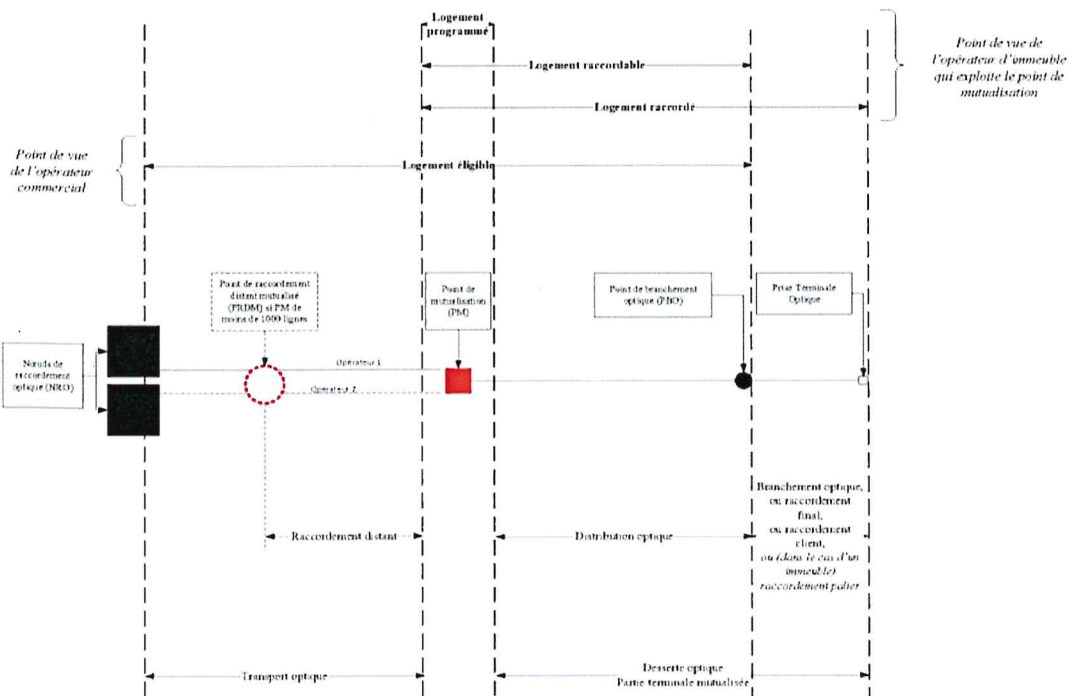 Logement
programmé
Logement raccordable
Logement raccordé
Point de vue de
l'opérateur d'immeuble
qui exploite le point de
mutualisation
Point de vue
de l'opérateur
commercial
Logement éligible
Point de raccordement
distant mutualisé
(PRDM) si PM de
moins de 1000 lignes
Point de
mutualisation
(PM)
Point de branchement
optique (PBO)
Prise Terminale
Optique
Nœuds de
raccordement
optique (NRO)
Opérateur 1
Opérateur 2
Raccordement distant
Distribution optique
Branchement optique,
ou raccordement
final,
ou raccordement
client,
ou (dans le cas d'un
immeuble)
raccordement palier
Transport optique
Desserte optique
Partie terminale mutualisée